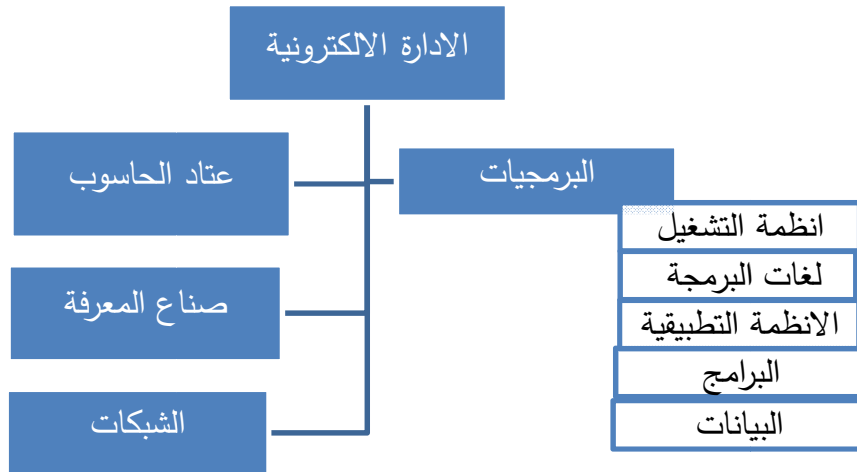 الادارة الالكترونية
البرمجيات
عتاد الحاسوب
انظمة التشغيل
لغات البرمجة
الانظمة التطبيقية
البرامج
البيانات
صناع المعرفة
الشبكات